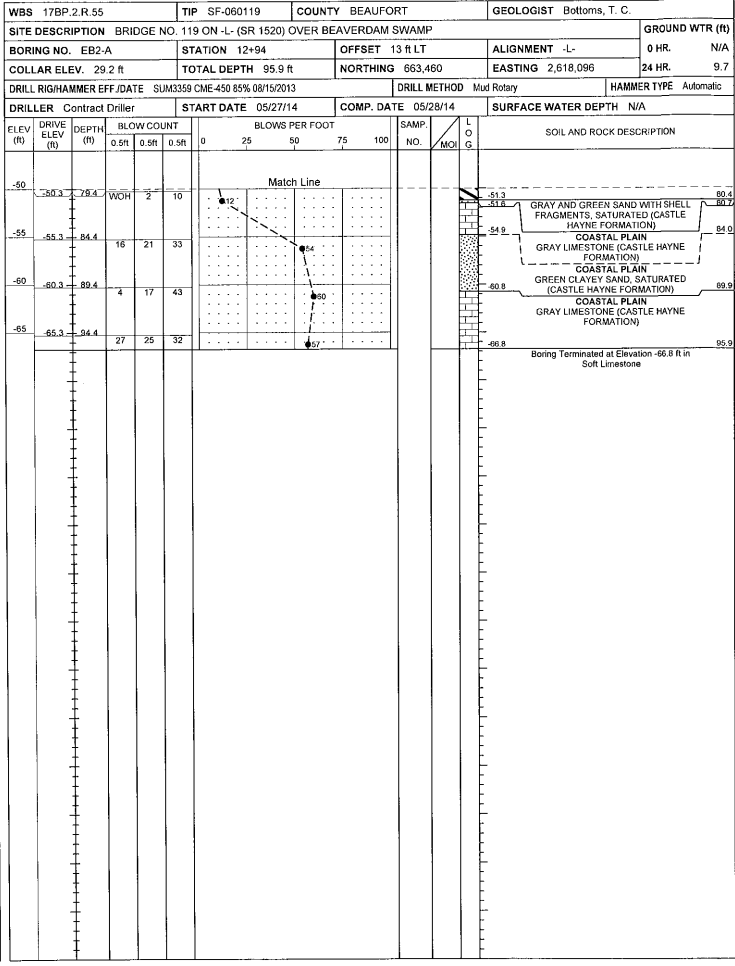 WBS 17BP.2.R.55 TIP SF-060119 COUNTY BEAUFORT GEOLOGIST Bottoms, T. C.
SITE DESCRIPTION BRIDGE NO. 119 ON -L- (SR 1520) OVER BEAVERDAM SWAMP GROUND WTR (ft)
BORING NO. EB2-A STATION 12+94 OFFSET 13 ft LT ALIGNMENT -L- 0 HR. N/A
COLLAR ELEV. 29.2 ft TOTAL DEPTH 95.9 ft NORTHING 663,460 EASTING 2,618,096 24 HR. 9.7
DRILL RIG/HAMMER EFF./DATE SUM3359 CME-450 85% 08/15/2013 DRILL METHOD Mud Rotary HAMMER TYPE Automatic
DRILLER Contract Driller START DATE 05/27/14 COMP. DATE 05/28/14 SURFACE WATER DEPTH N/A
ELEV (ft) DRIVE ELEV (ft) DEPTH (ft) BLOW COUNT BLOWS PER FOOT SAMP. NO. MOI LOG SOIL AND ROCK DESCRIPTION
0.5ft 0.5ft 0.5ft 0 25 50 75 100
-50 Match Line
-50.3 79.4 WOH 2 10 12 -51.3 80.4
-51.6 GRAY AND GREEN SAND WITH SHELL 80.7
FRAGMENTS, SATURATED (CASTLE
HAYNE FORMATION)
-55 -54.9 84.0
-55.3 84.4 16 21 33 54 COASTAL PLAIN
GRAY LIMESTONE (CASTLE HAYNE
FORMATION)
COASTAL PLAIN
GREEN CLAYEY SAND, SATURATED
(CASTLE HAYNE FORMATION)
-60 -60.3 89.4 4 17 43 60 -60.8 89.9
COASTAL PLAIN
GRAY LIMESTONE (CASTLE HAYNE
FORMATION)
-65 -65.3 94.4 27 25 32 57 -66.8 95.9
Boring Terminated at Elevation -66.8 ft in
Soft Limestone